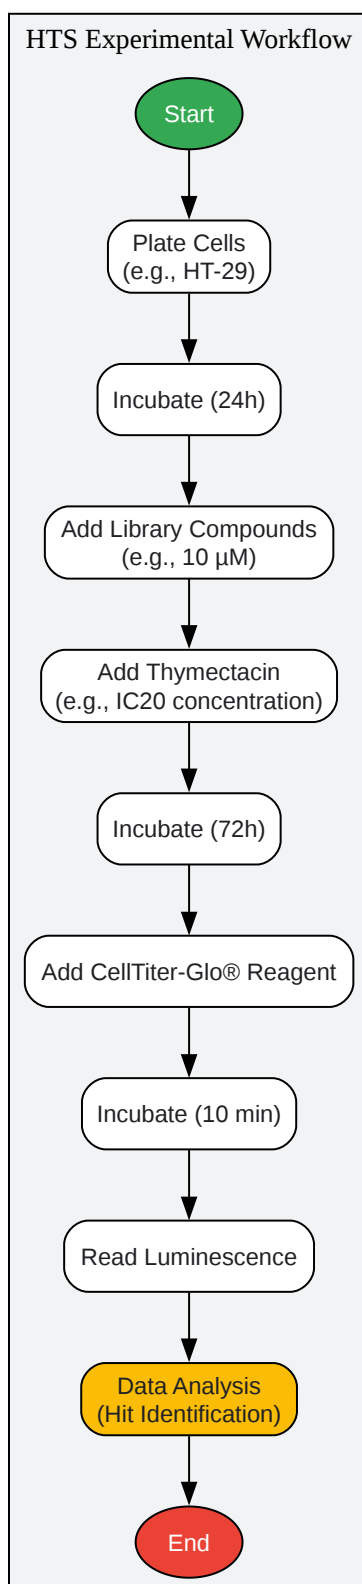 HTS Experimental Workflow
Start
Plate Cells
(e.g., HT-29)
Incubate (24h)
Add Library Compounds
(e.g., 10 µM)
Add Thymectacin
(e.g., IC20 concentration)
Incubate (72h)
Add CellTiter-Glo® Reagent
Incubate (10 min)
Read Luminescence
Data Analysis
(Hit Identification)
End